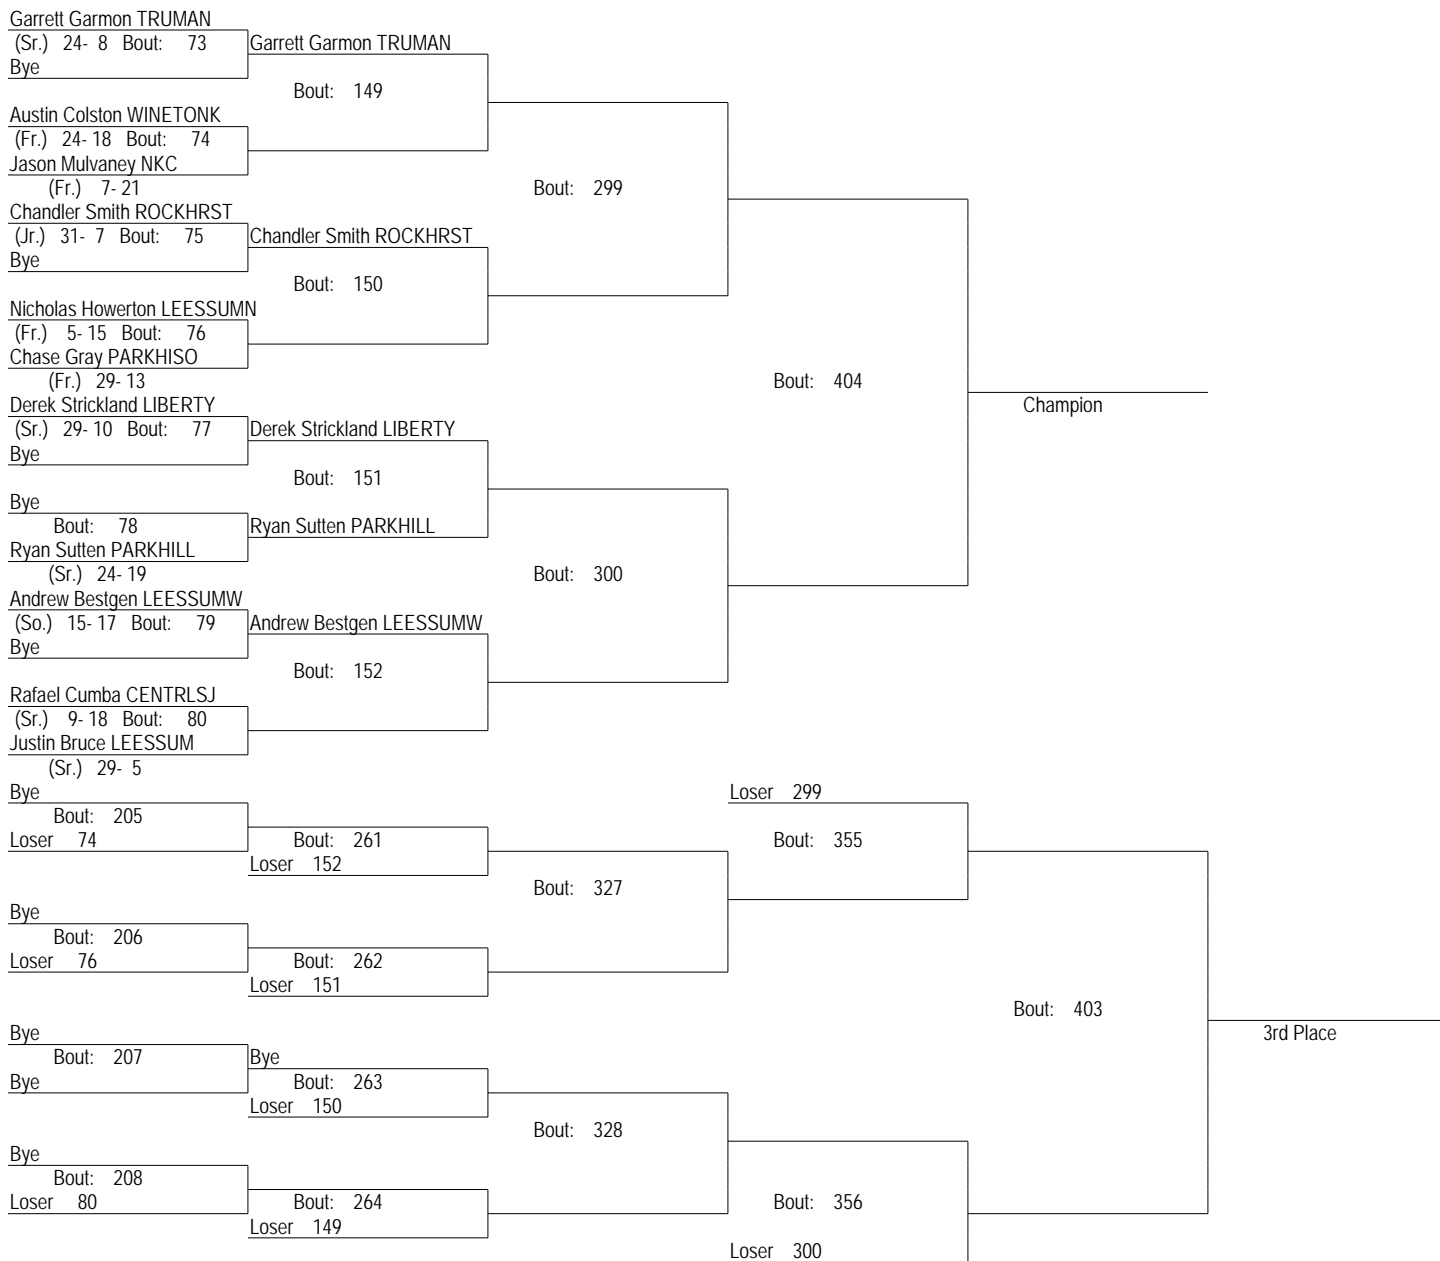 Garrett Garmon TRUMAN
(Sr.) 24- 8 Bout: 73 Garrett Garmon TRUMAN
Bye
Bout: 149
Austin Colston WINETONK
(Fr.) 24- 18 Bout: 74
Jason Mulvaney NKC
(Fr.) 7- 21 Bout: 299
Chandler Smith ROCKHRST
(Jr.) 31- 7 Bout: 75 Chandler Smith ROCKHRST
Bye
Bout: 150
Nicholas Howerton LEESSUMN
(Fr.) 5- 15 Bout: 76
Chase Gray PARKHISO
(Fr.) 29- 13 Bout: 404
Derek Strickland LIBERTY Champion
(Sr.) 29- 10 Bout: 77 Derek Strickland LIBERTY
Bye
Bout: 151
Bye
Bout: 78 Ryan Sutten PARKHILL
Ryan Sutten PARKHILL
(Sr.) 24- 19 Bout: 300
Andrew Bestgen LEESSUMW
(So.) 15- 17 Bout: 79 Andrew Bestgen LEESSUMW
Bye
Bout: 152
Rafael Cumba CENTRLSJ
(Sr.) 9- 18 Bout: 80
Justin Bruce LEESSUM
(Sr.) 29- 5
Bye Loser 299
Bout: 205
Loser 74 Bout: 261 Bout: 355
Loser 152
Bout: 327
Bye
Bout: 206
Loser 76 Bout: 262
Loser 151
Bout: 403
Bye 3rd Place
Bout: 207 Bye
Bye Bout: 263
Loser 150
Bout: 328
Bye
Bout: 208
Loser 80 Bout: 264 Bout: 356
Loser 149
Loser 300